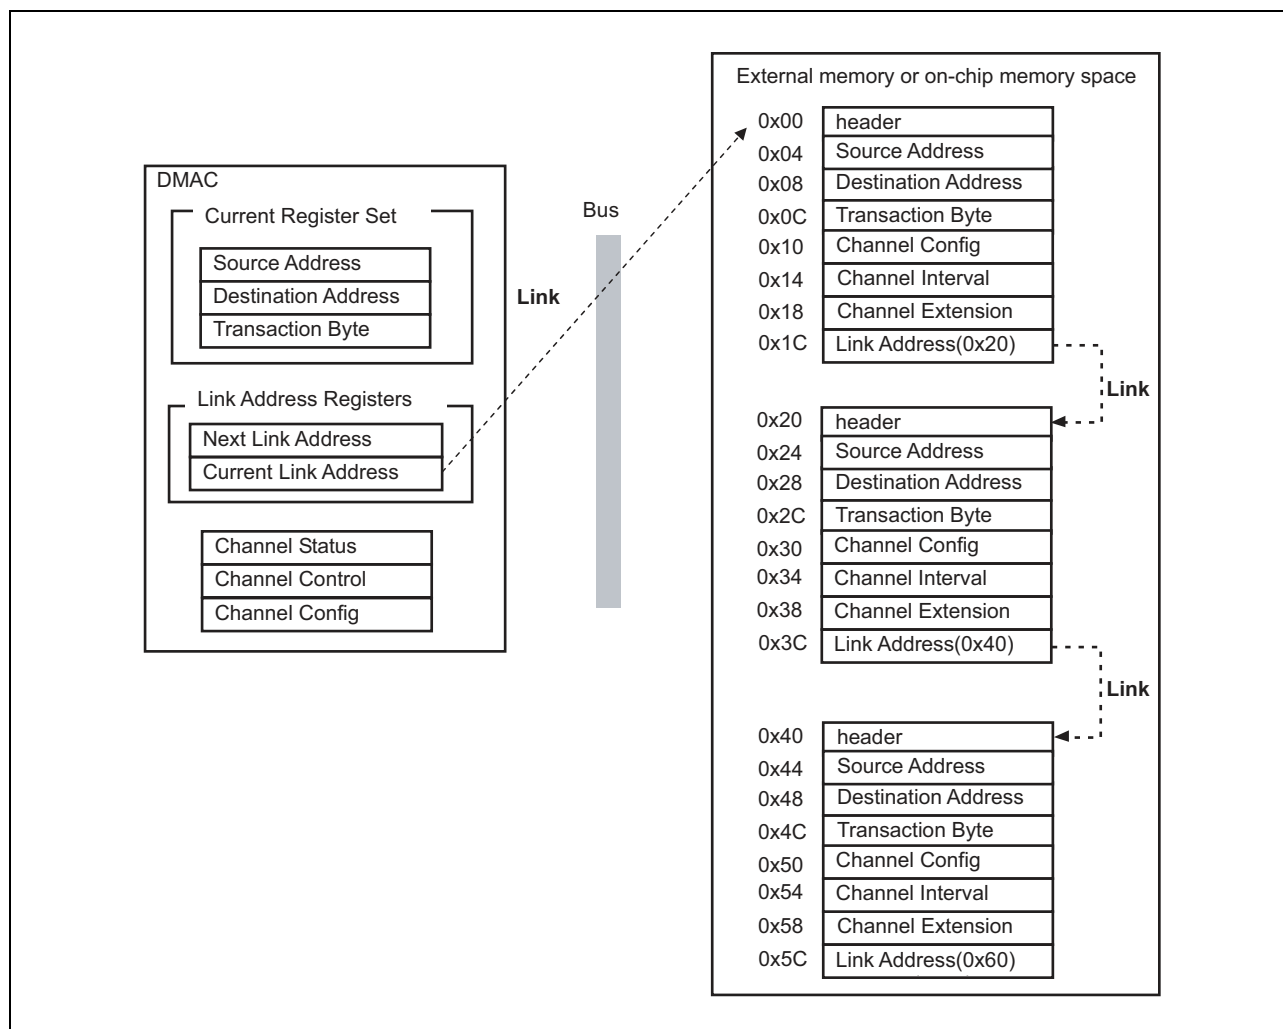 DMAC
Current Register Set
Source Address
Destination Address
Transaction Byte
Link Address Registers
Next Link Address
Current Link Address
Channel Status
Channel Control
Channel Config
Link
Bus
External memory or on-chip memory space
0x00 header
0x04 Source Address
0x08 Destination Address
0x0C Transaction Byte
0x10 Channel Config
0x14 Channel Interval
0x18 Channel Extension
0x1C Link Address(0x20)
Link
0x20 header
0x24 Source Address
0x28 Destination Address
0x2C Transaction Byte
0x30 Channel Config
0x34 Channel Interval
0x38 Channel Extension
0x3C Link Address(0x40)
Link
0x40 header
0x44 Source Address
0x48 Destination Address
0x4C Transaction Byte
0x50 Channel Config
0x54 Channel Interval
0x58 Channel Extension
0x5C Link Address(0x60)